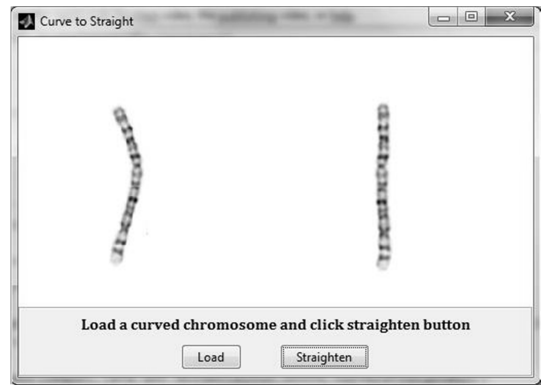 Curve to Straight
Load a curved chromosome and click straighten button
Load
Straighten